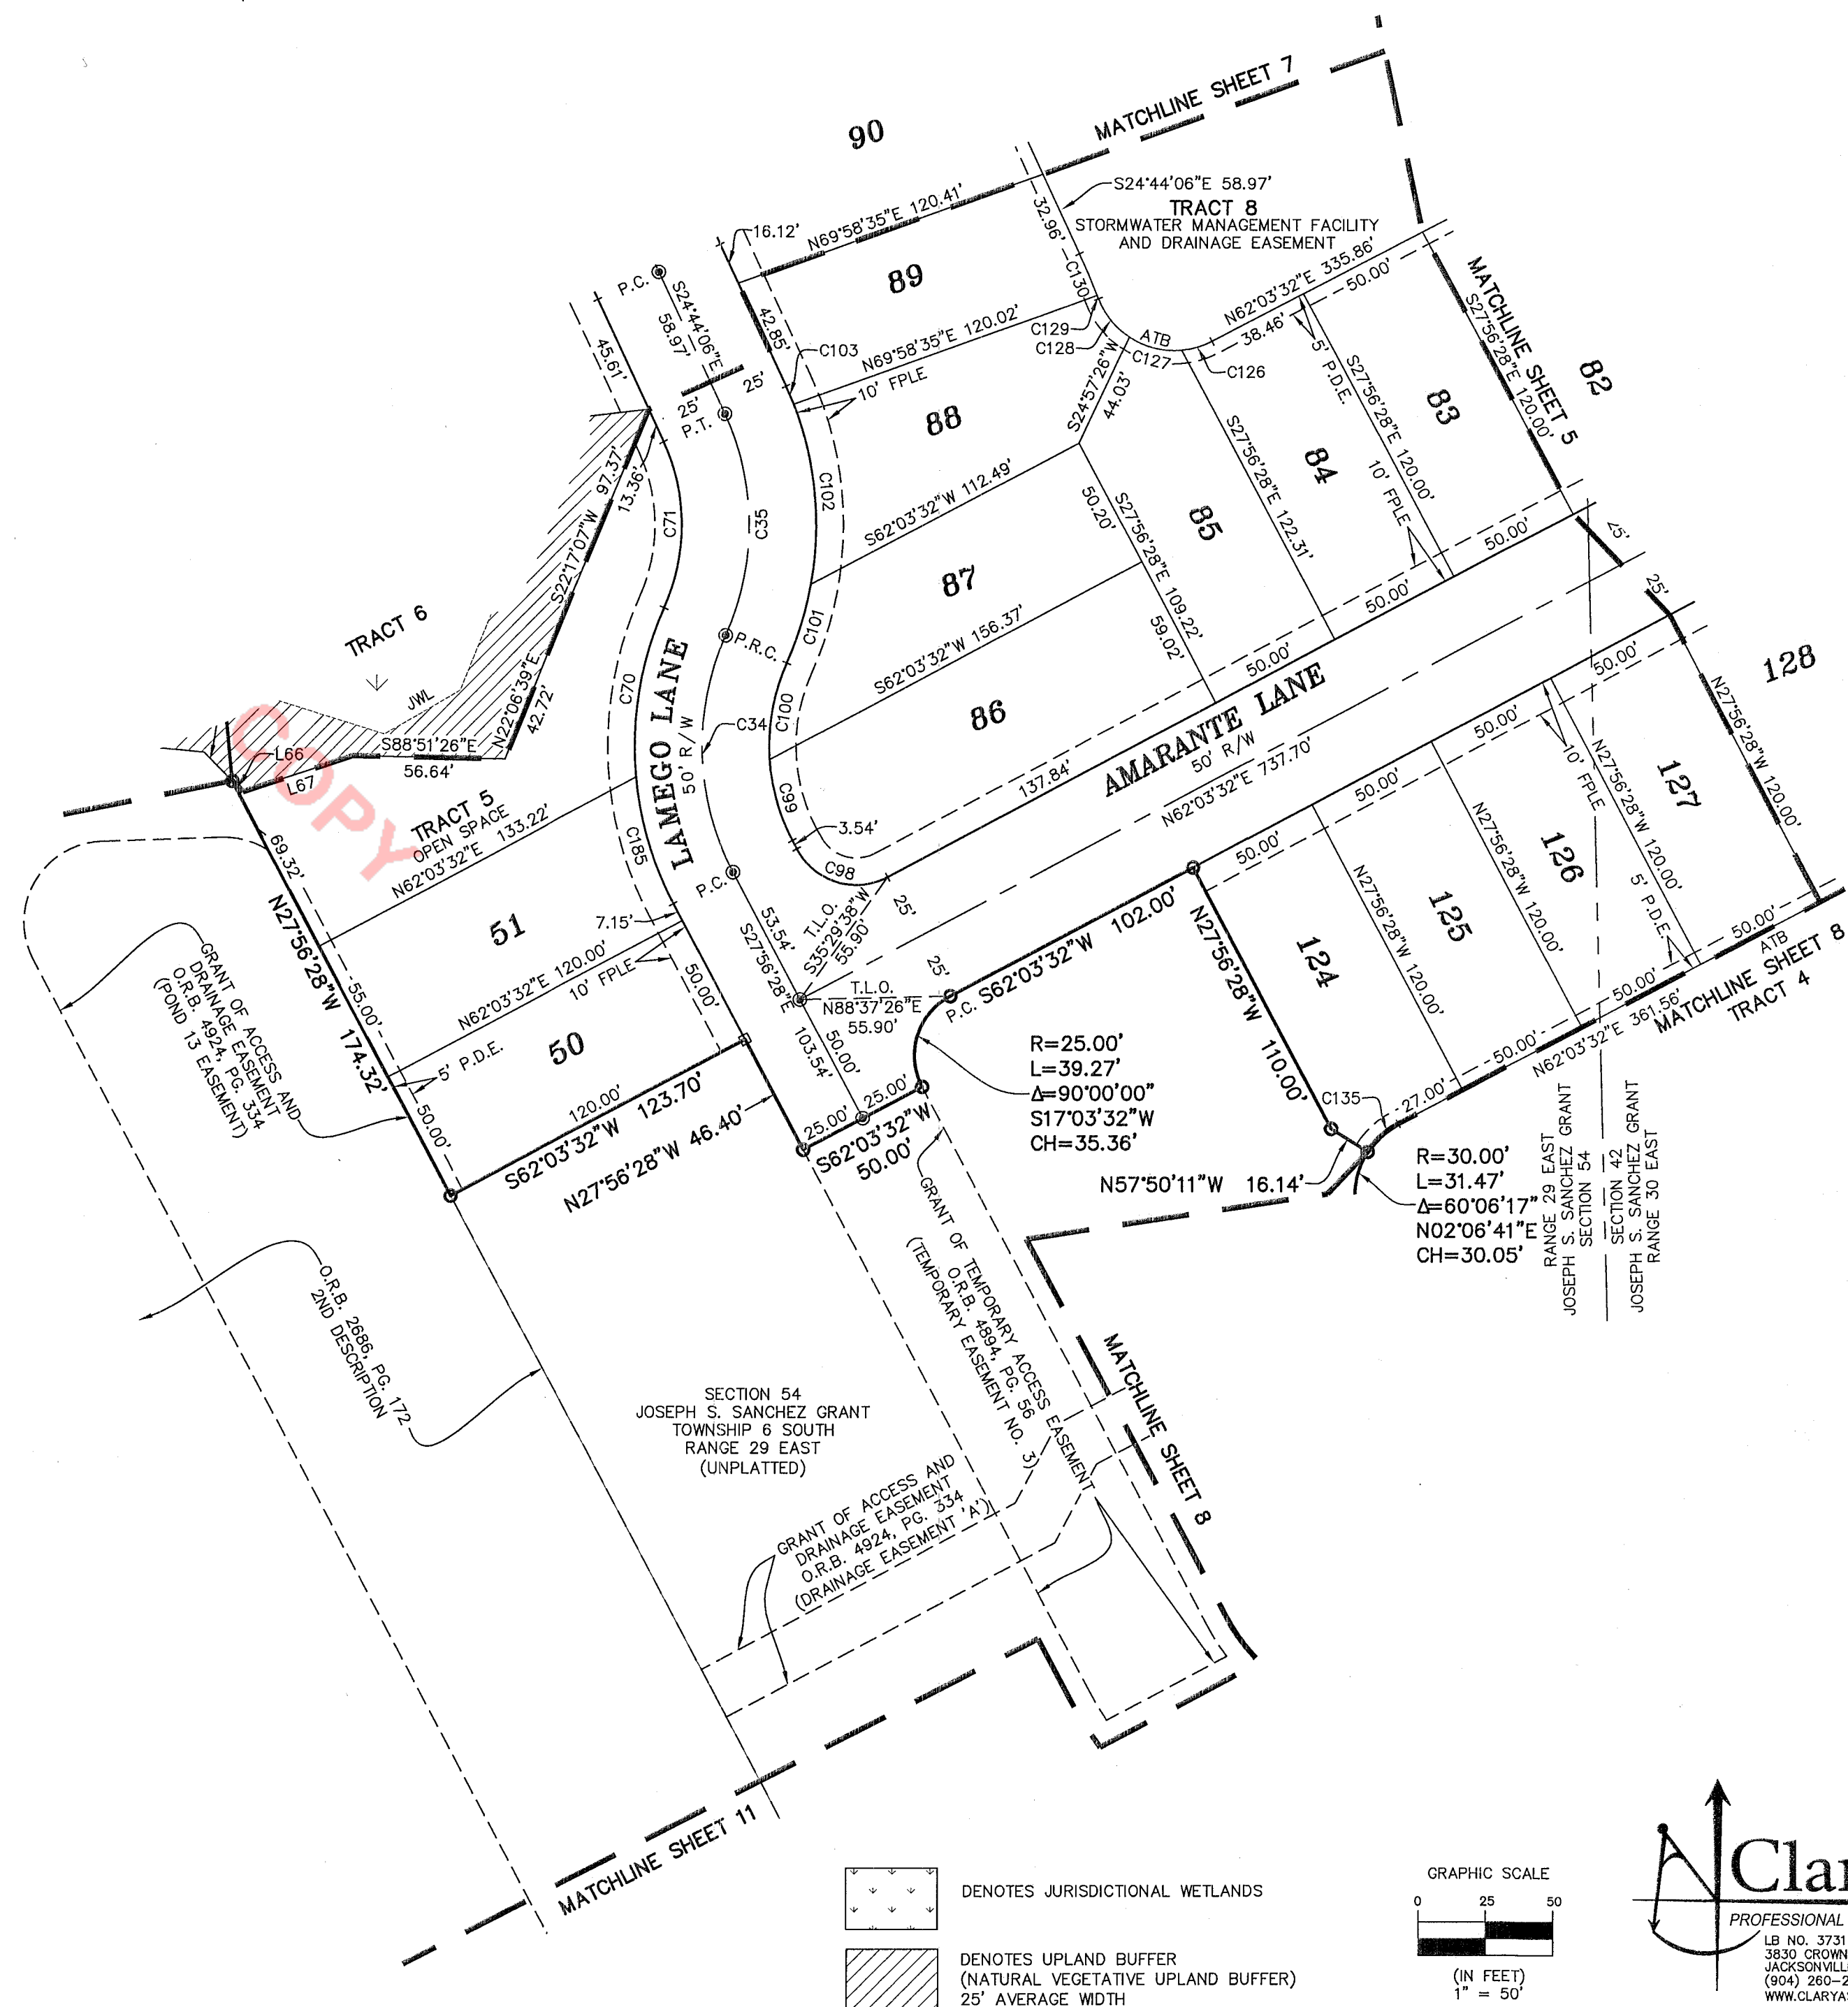 90
MATCHLINE SHEET 7
N69°58'35"E 120.41'
16.12'
32.96'
S24°44'06"E 58.97'
TRACT 8
STORMWATER MANAGEMENT FACILITY
AND DRAINAGE EASEMENT
C130
N62°03'32"E 335.86'
50.00'
38.46'
MATCHLINE SHEET 5
S27°56'28"E 120.00'
82
P.C.
S24°44'06"E
58.97'
25'
25'
P.T.
45.61'
42.85'
89
N69°58'35"E 120.02'
C103
10' FPLE
C129
C128
ATB
C127
C126
5' P.D.E.
S24°57'26"W
44.03'
S27°56'28"E 120.00'
83
88
84
10' FPLE
C102
C35
C71
13.36'
S22°17'07"W 97.37'
S62°03'32"W 112.49'
S27°56'28"E 109.22'
50.20'
59.02'
85
S27°56'28"E 122.31'
50.00'
50.00'
50.00'
25'
25'
TRACT 6
JWL
N22°06'39"E
42.72'
S88°51'26"E
56.64'
L66
L67
COPY
C70
P.R.C.
C101
87
S62°03'32"W 156.37'
C100
C34
86
LAMEGO LANE
50' R/W
AMARANTE LANE
50' R/W
N62°03'32"E 737.70'
137.84'
C99
3.54'
C98
C185
TRACT 5
OPEN SPACE
N62°03'32"E 133.22'
69.32'
N27°56'28"W 174.32'
55.00'
50.00'
51
7.15'
N62°03'32"E 120.00'
10' FPLE
50.00'
5' P.D.E.
50
120.00'
S62°03'32"W 123.70'
N27°56'28"W 46.40'
P.C.
53.54'
S27°56'28"E
103.54'
50.00'
T.L.O.
S35°29'38"W
55.90'
25'
25'
T.L.O.
N88°37'26"E
55.90'
P.C.
S62°03'32"W 102.00'
25.00'
25.00'
S62°03'32"W
50.00'
R=25.00'
L=39.27'
Δ=90°00'00"
S17°03'32"W
CH=35.36'
N27°56'28"W 110.00'
N57°50'11"W 16.14'
50.00'
50.00'
50.00'
50.00'
124
N27°56'28"W 120.00'
125
N27°56'28"W 120.00'
126
10' FPLE
N27°56'28"W 120.00'
5' P.D.E.
127
N27°56'28"W 120.00'
128
C135
27.00'
50.00'
50.00'
50.00'
ATB
N62°03'32"E 361.56'
MATCHLINE SHEET 8
TRACT 4
R=30.00'
L=31.47'
Δ=60°06'17"
N02°06'41"E
CH=30.05'
RANGE 29 EAST
JOSEPH S. SANCHEZ GRANT
SECTION 54
SECTION 42
JOSEPH S. SANCHEZ GRANT
RANGE 30 EAST
GRANT OF ACCESS AND
DRAINAGE EASEMENT
O.R.B. 4924, PG. 334
(POND 13 EASEMENT)
O.R.B. 2686, PG. 172
2ND DESCRIPTION
SECTION 54
JOSEPH S. SANCHEZ GRANT
TOWNSHIP 6 SOUTH
RANGE 29 EAST
(UNPLATTED)
GRANT OF TEMPORARY ACCESS EASEMENT
O.R.B. 4894, PG. 56
(TEMPORARY EASEMENT NO. 3)
MATCHLINE SHEET 8
GRANT OF ACCESS AND
DRAINAGE EASEMENT
O.R.B. 4924, PG. 334
(DRAINAGE EASEMENT 'A')
MATCHLINE SHEET 11
DENOTES JURISDICTIONAL WETLANDS
DENOTES UPLAND BUFFER
(NATURAL VEGETATIVE UPLAND BUFFER)
25' AVERAGE WIDTH
GRAPHIC SCALE
0 25 50
(IN FEET)
1" = 50'
N
Clar
PROFESSIONAL
LB NO. 3731
3830 CROWN
JACKSONVILL
(904) 260-2
WWW.CLARYA